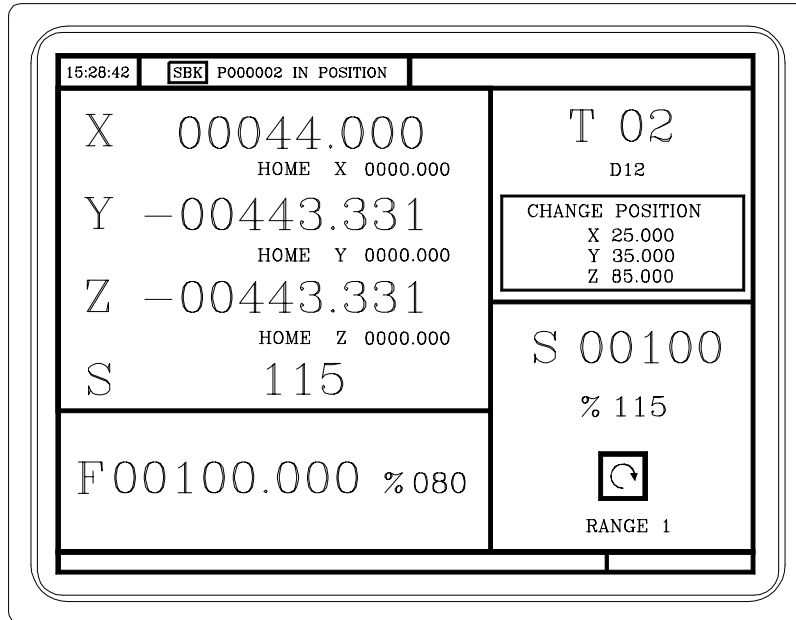 15:28:42 SBK P000002 IN POSITION
X 00044.000
HOME X 0000.000
Y -00443.331
HOME Y 0000.000
Z -00443.331
HOME Z 0000.000
S 115
F00100.000 %080
T 02
D12
CHANGE POSITION
X 25.000
Y 35.000
Z 85.000
S 00100
% 115
RANGE 1